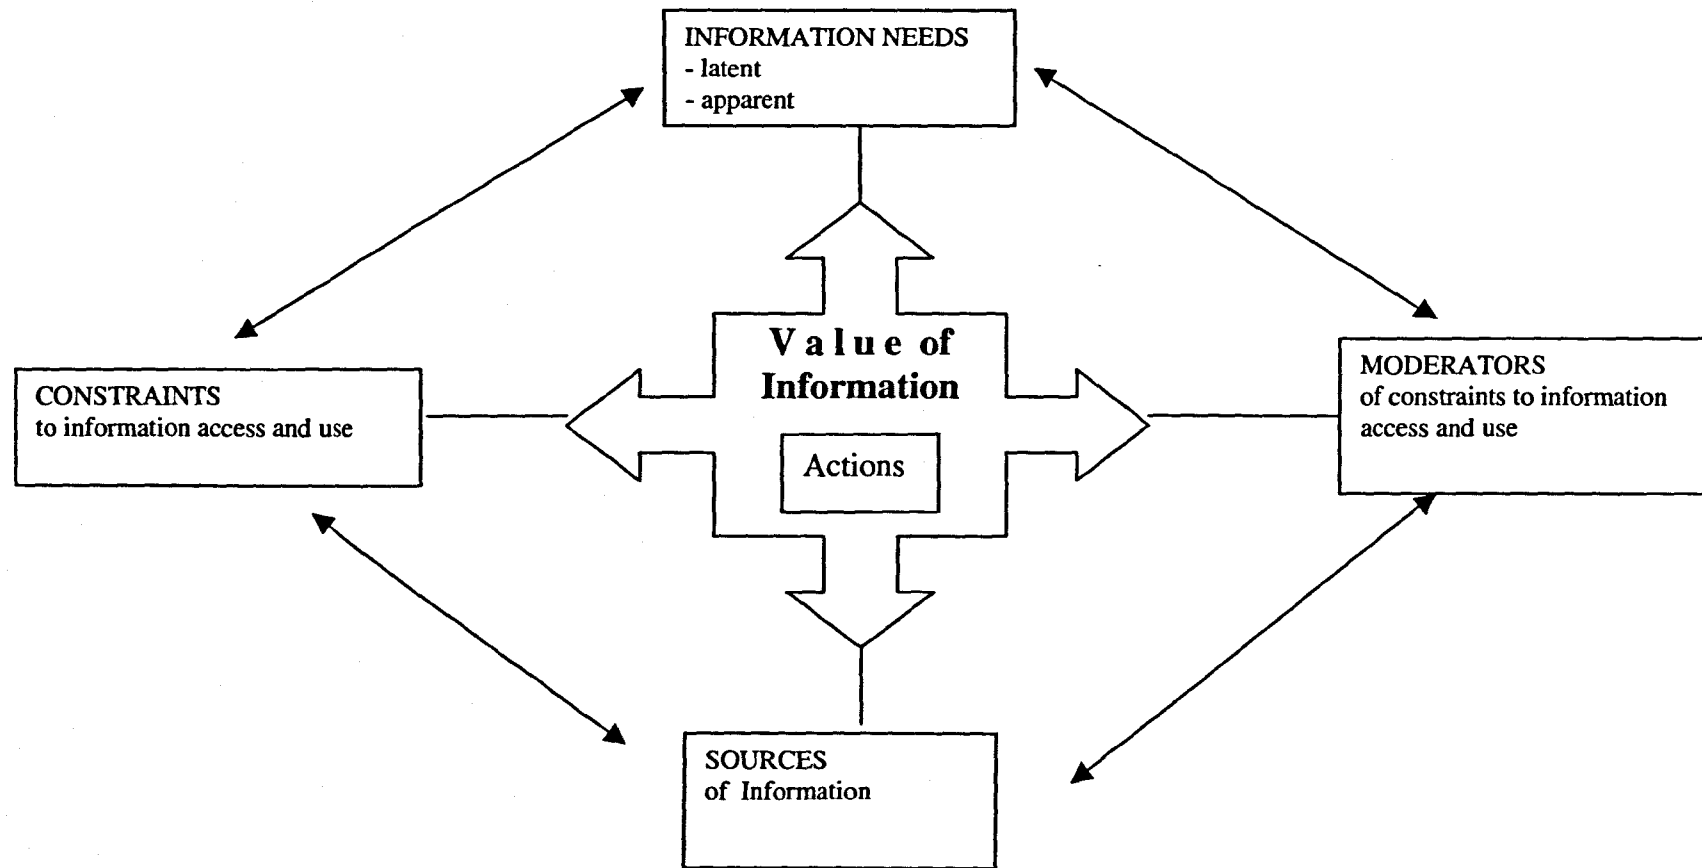 INFORMATION NEEDS
- latent
- apparent
Value of
Information
Actions
CONSTRAINTS
to information access and use
MODERATORS
of constraints to information
access and use
SOURCES
of Information